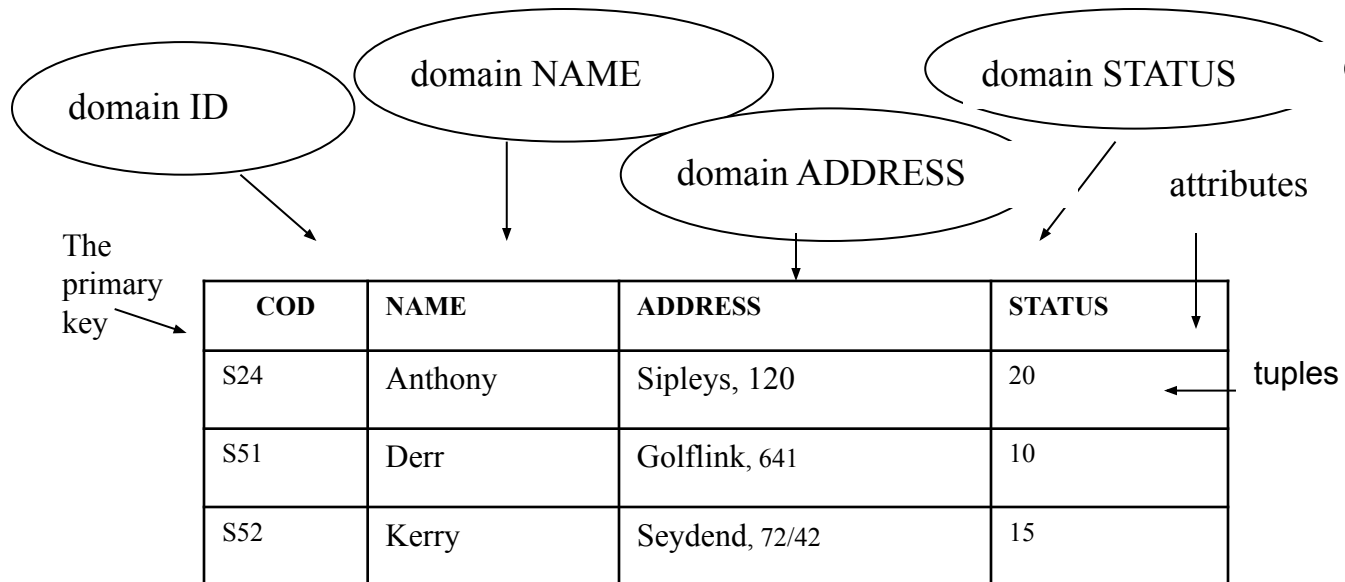 domain ID
domain NAME
domain ADDRESS
domain STATUS
attributes
The
primary
key
COD NAME ADDRESS STATUS
S24 Anthony Sipleys, 120 20
tuples
S51 Derr Golflink, 641 10
S52 Kerry Seydend, 72/42 15